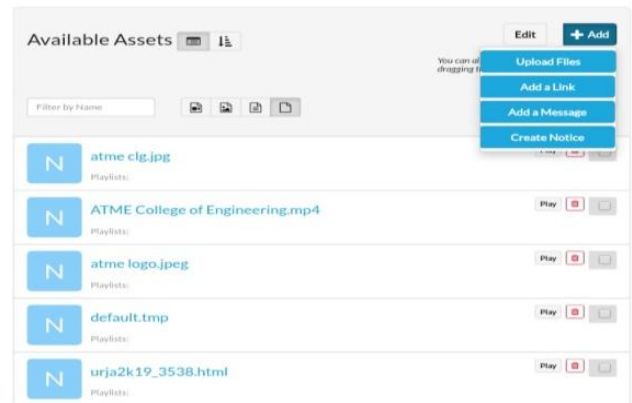 Available Assets
Edit
+ Add
You can al
dragging
Upload Files
Add a Link
Add a Message
Create Notice
Filter by Name
N
atme clg.jpg
Playlists:
N
ATME College of Engineering.mp4
Play
Playlists:
N
atme logo.jpeg
Play
Playlists:
N
default.tmp
Play
Playlists:
N
urja2k19_3538.html
Play
Playlists: